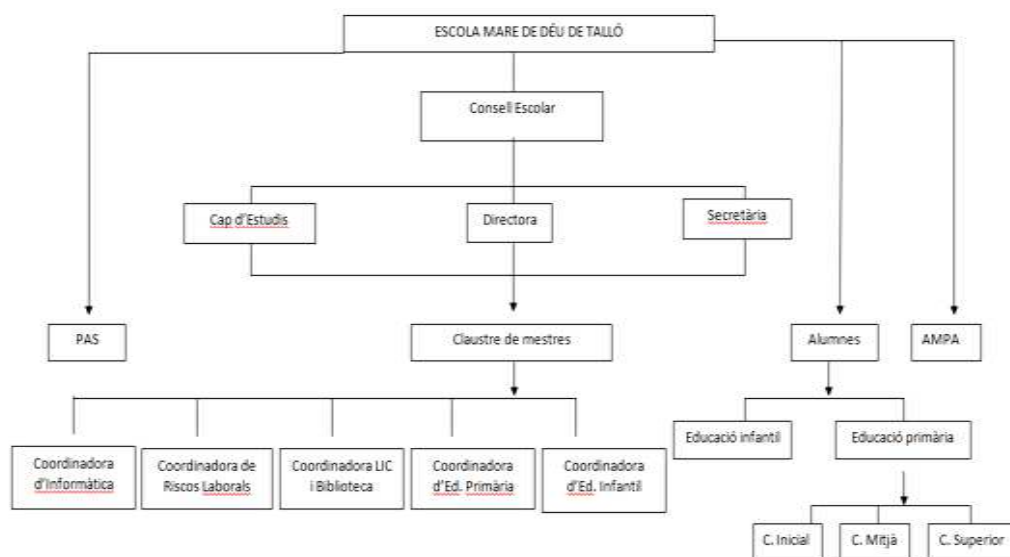 ESCOLA MARE DE DÉU DE TALLÓ
Consell Escolar
Cap d'Estudis
Directora
Secretària
PAS
Claustre de mestres
Alumnes
AMPA
Educació infantil
Educació primària
Coordinadora
d'Informàtica
Coordinadora de
Riscos Laborals
Coordinadora LIC
i Biblioteca
Coordinadora
d'Ed. Primària
Coordinadora
d'Ed. Infantil
C. Inicial
C. Mitjà
C. Superior